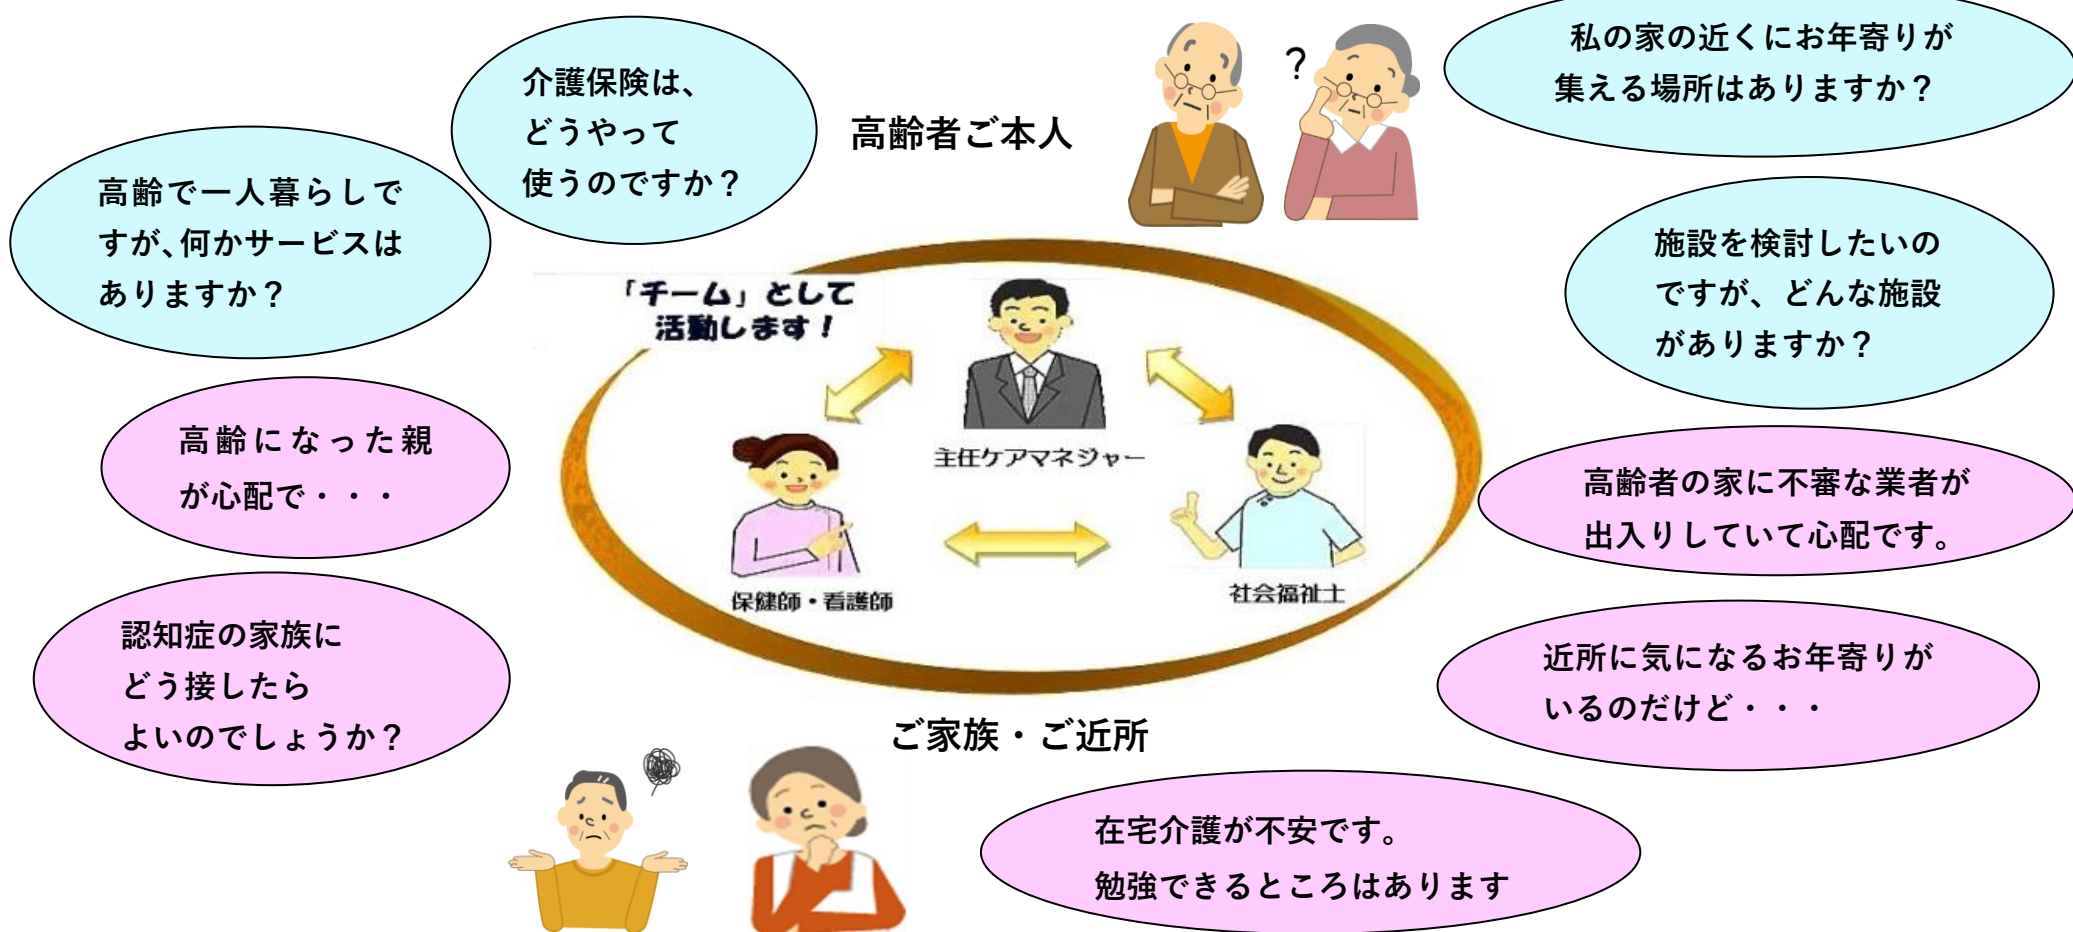 介護保険は、
どうやって
使うのですか？
高齢者ご本人
?
私の家の近くにお年寄りが
集える場所はありますか？
高齢で一人暮らしで
すが、何かサービスは
ありますか？
施設を検討したいの
ですが、どんな施設
がありますか？
「チーム」として
活動します！
主任ケアマネジャー
保健師・看護師
社会福祉士
高齢になった親
が心配で・・・
高齢者の家に不審な業者が
出入りしていて心配です。
認知症の家族に
どう接したら
よいのでしょうか？
近所に気になるお年寄りが
いるのだけど・・・
ご家族・ご近所
在宅介護が不安です。
勉強できるところはあります